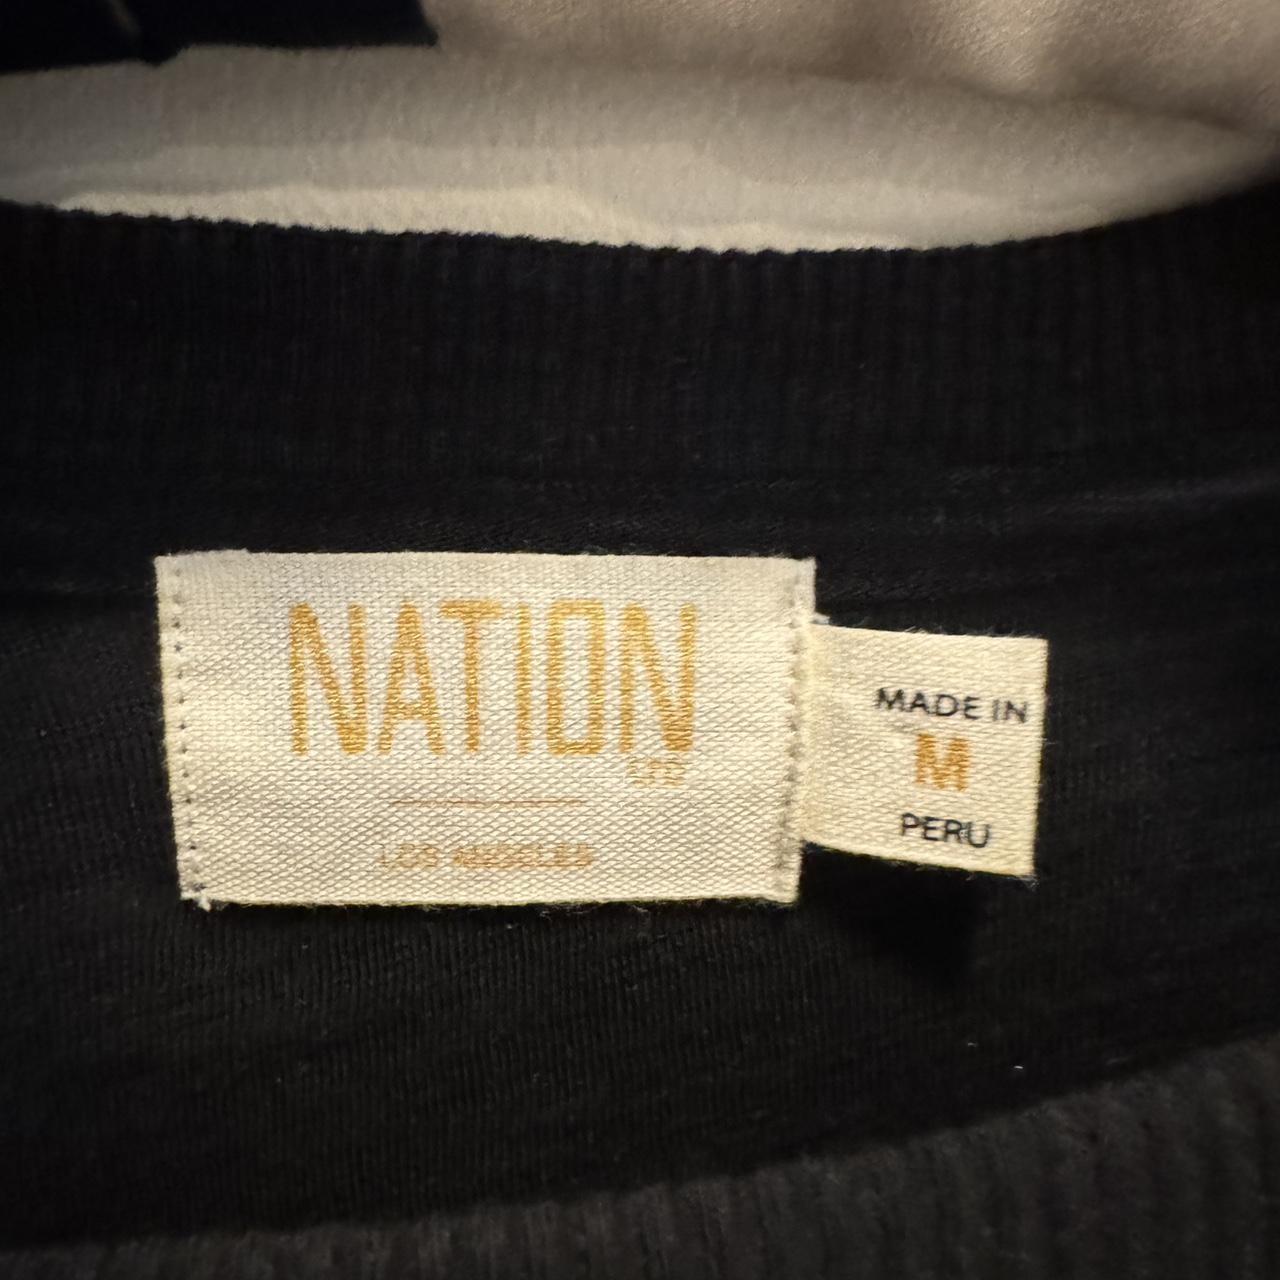 NATION
LTD
LOS ANGELES
MADE IN
M
PERU